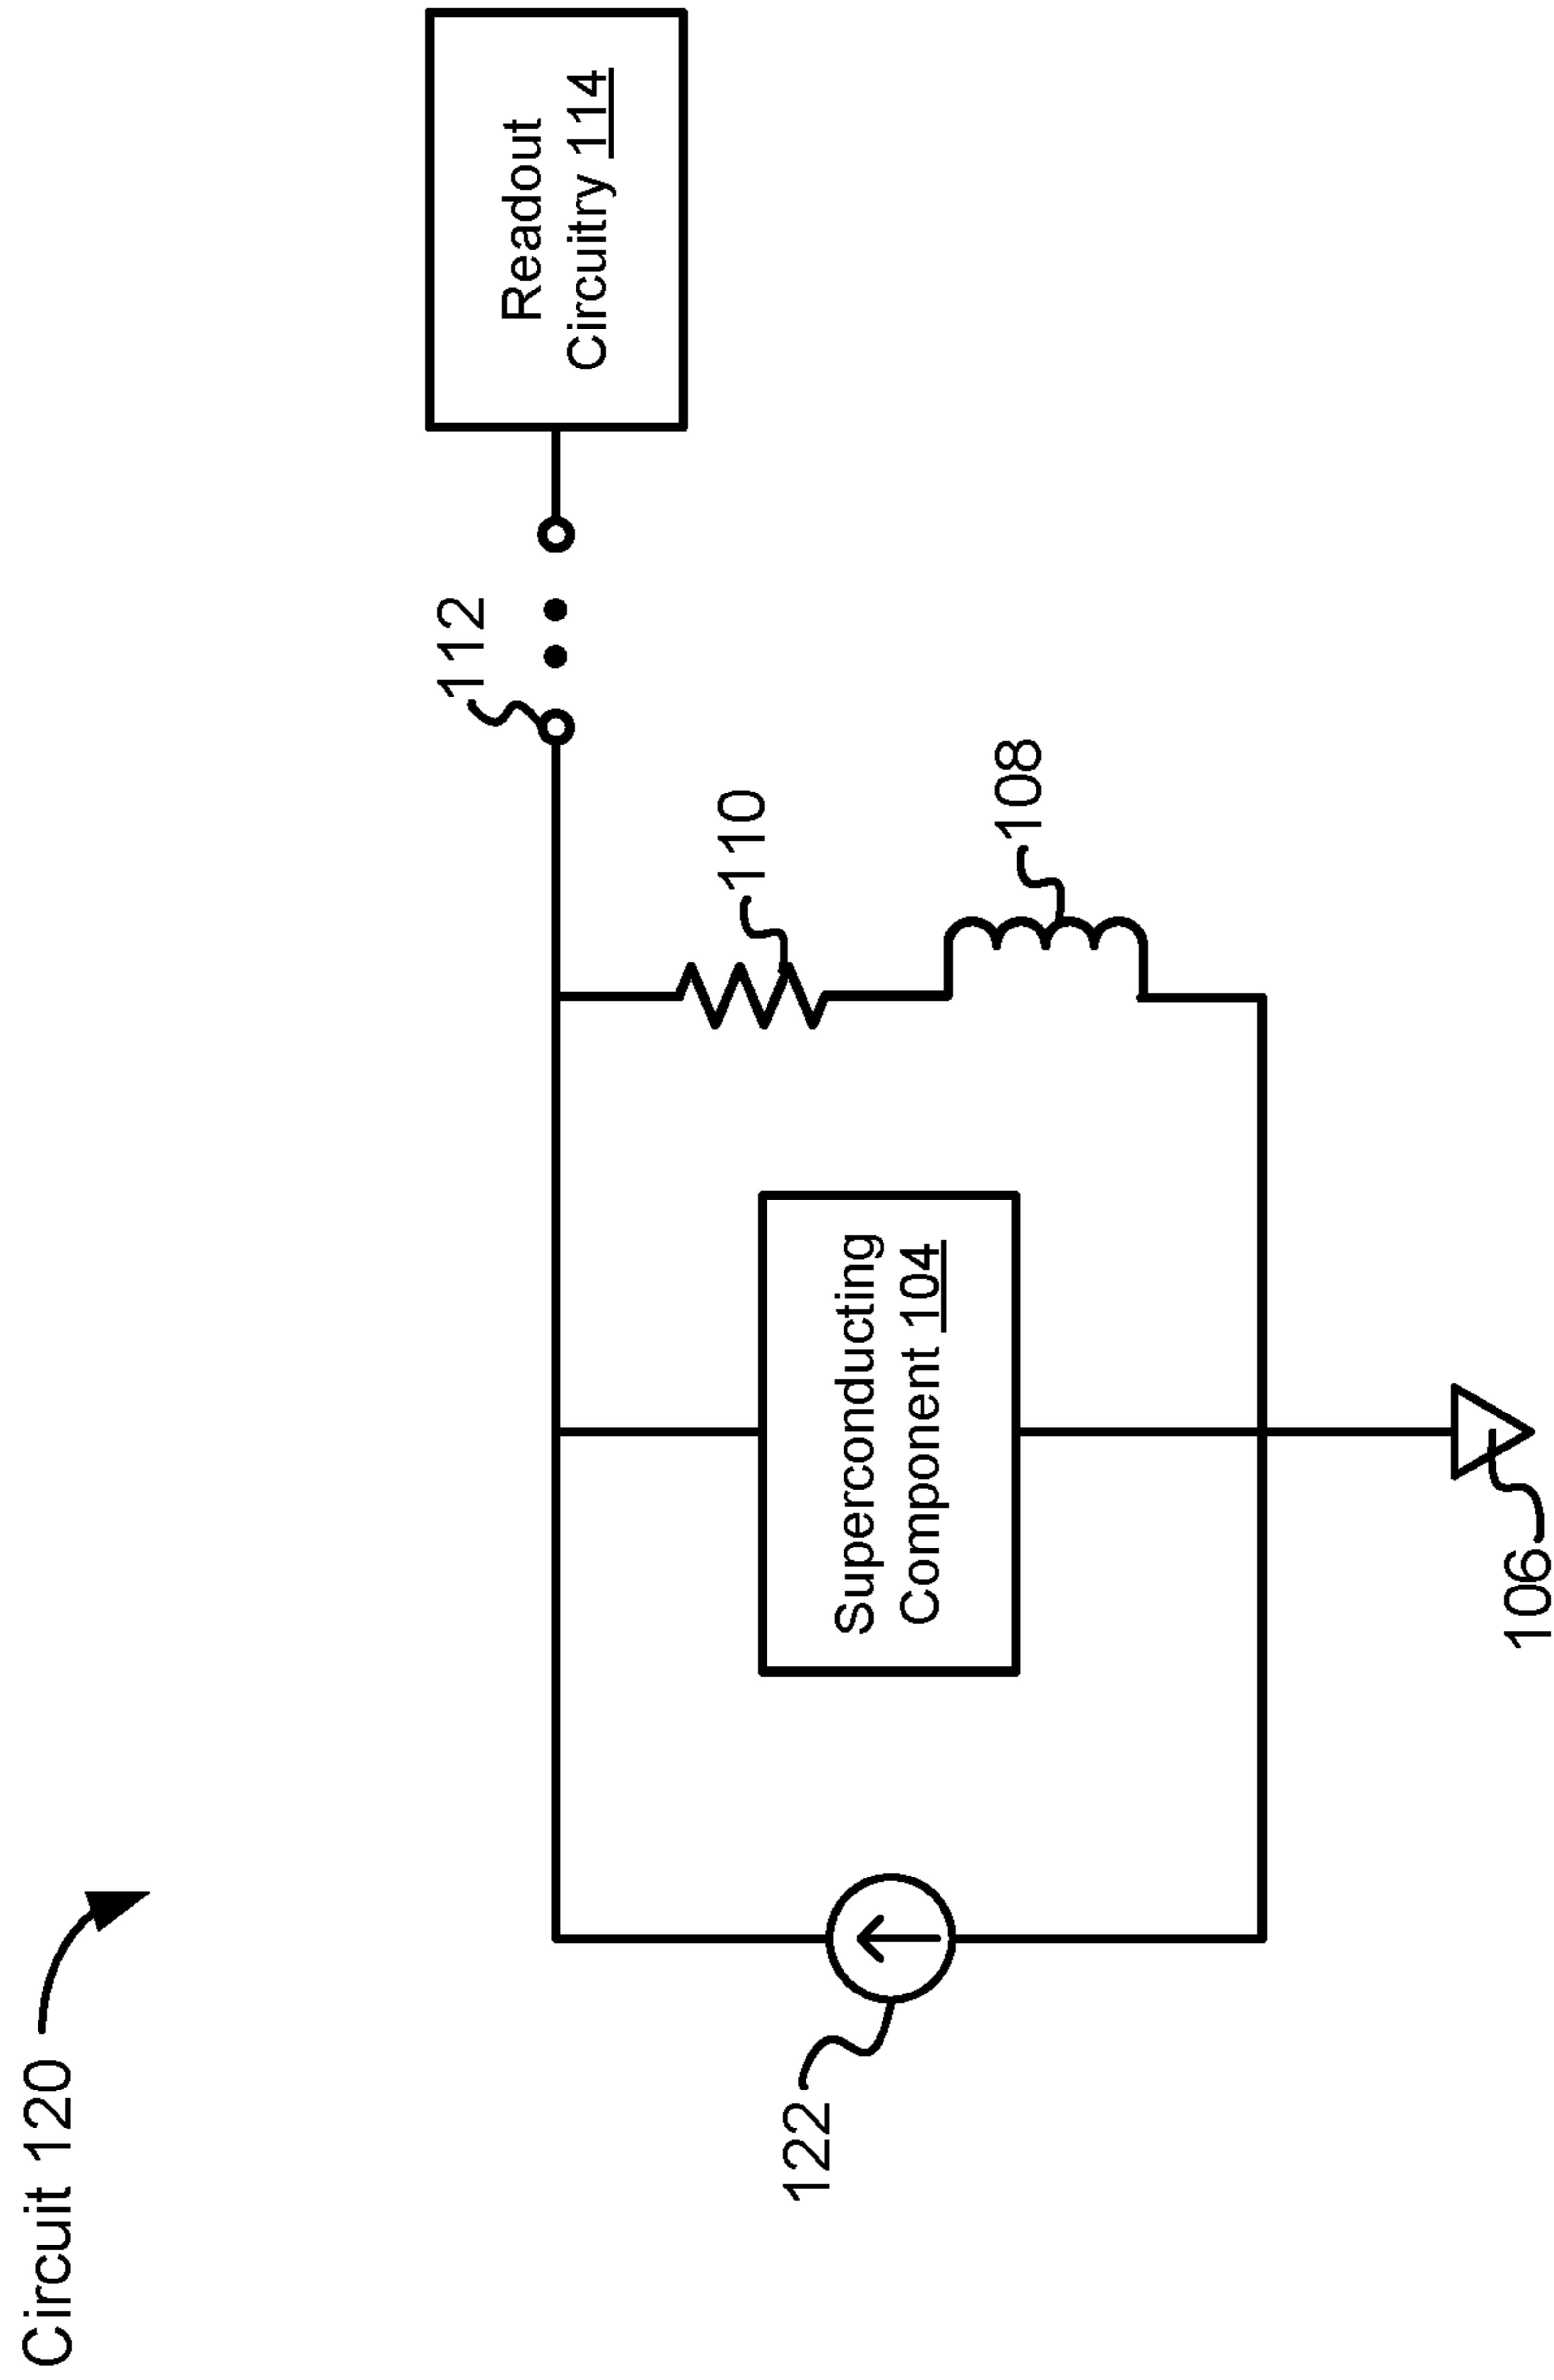 Circuit 120
112
Readout
Circuitry 114
110
108
Superconducting
Component 104
122
106